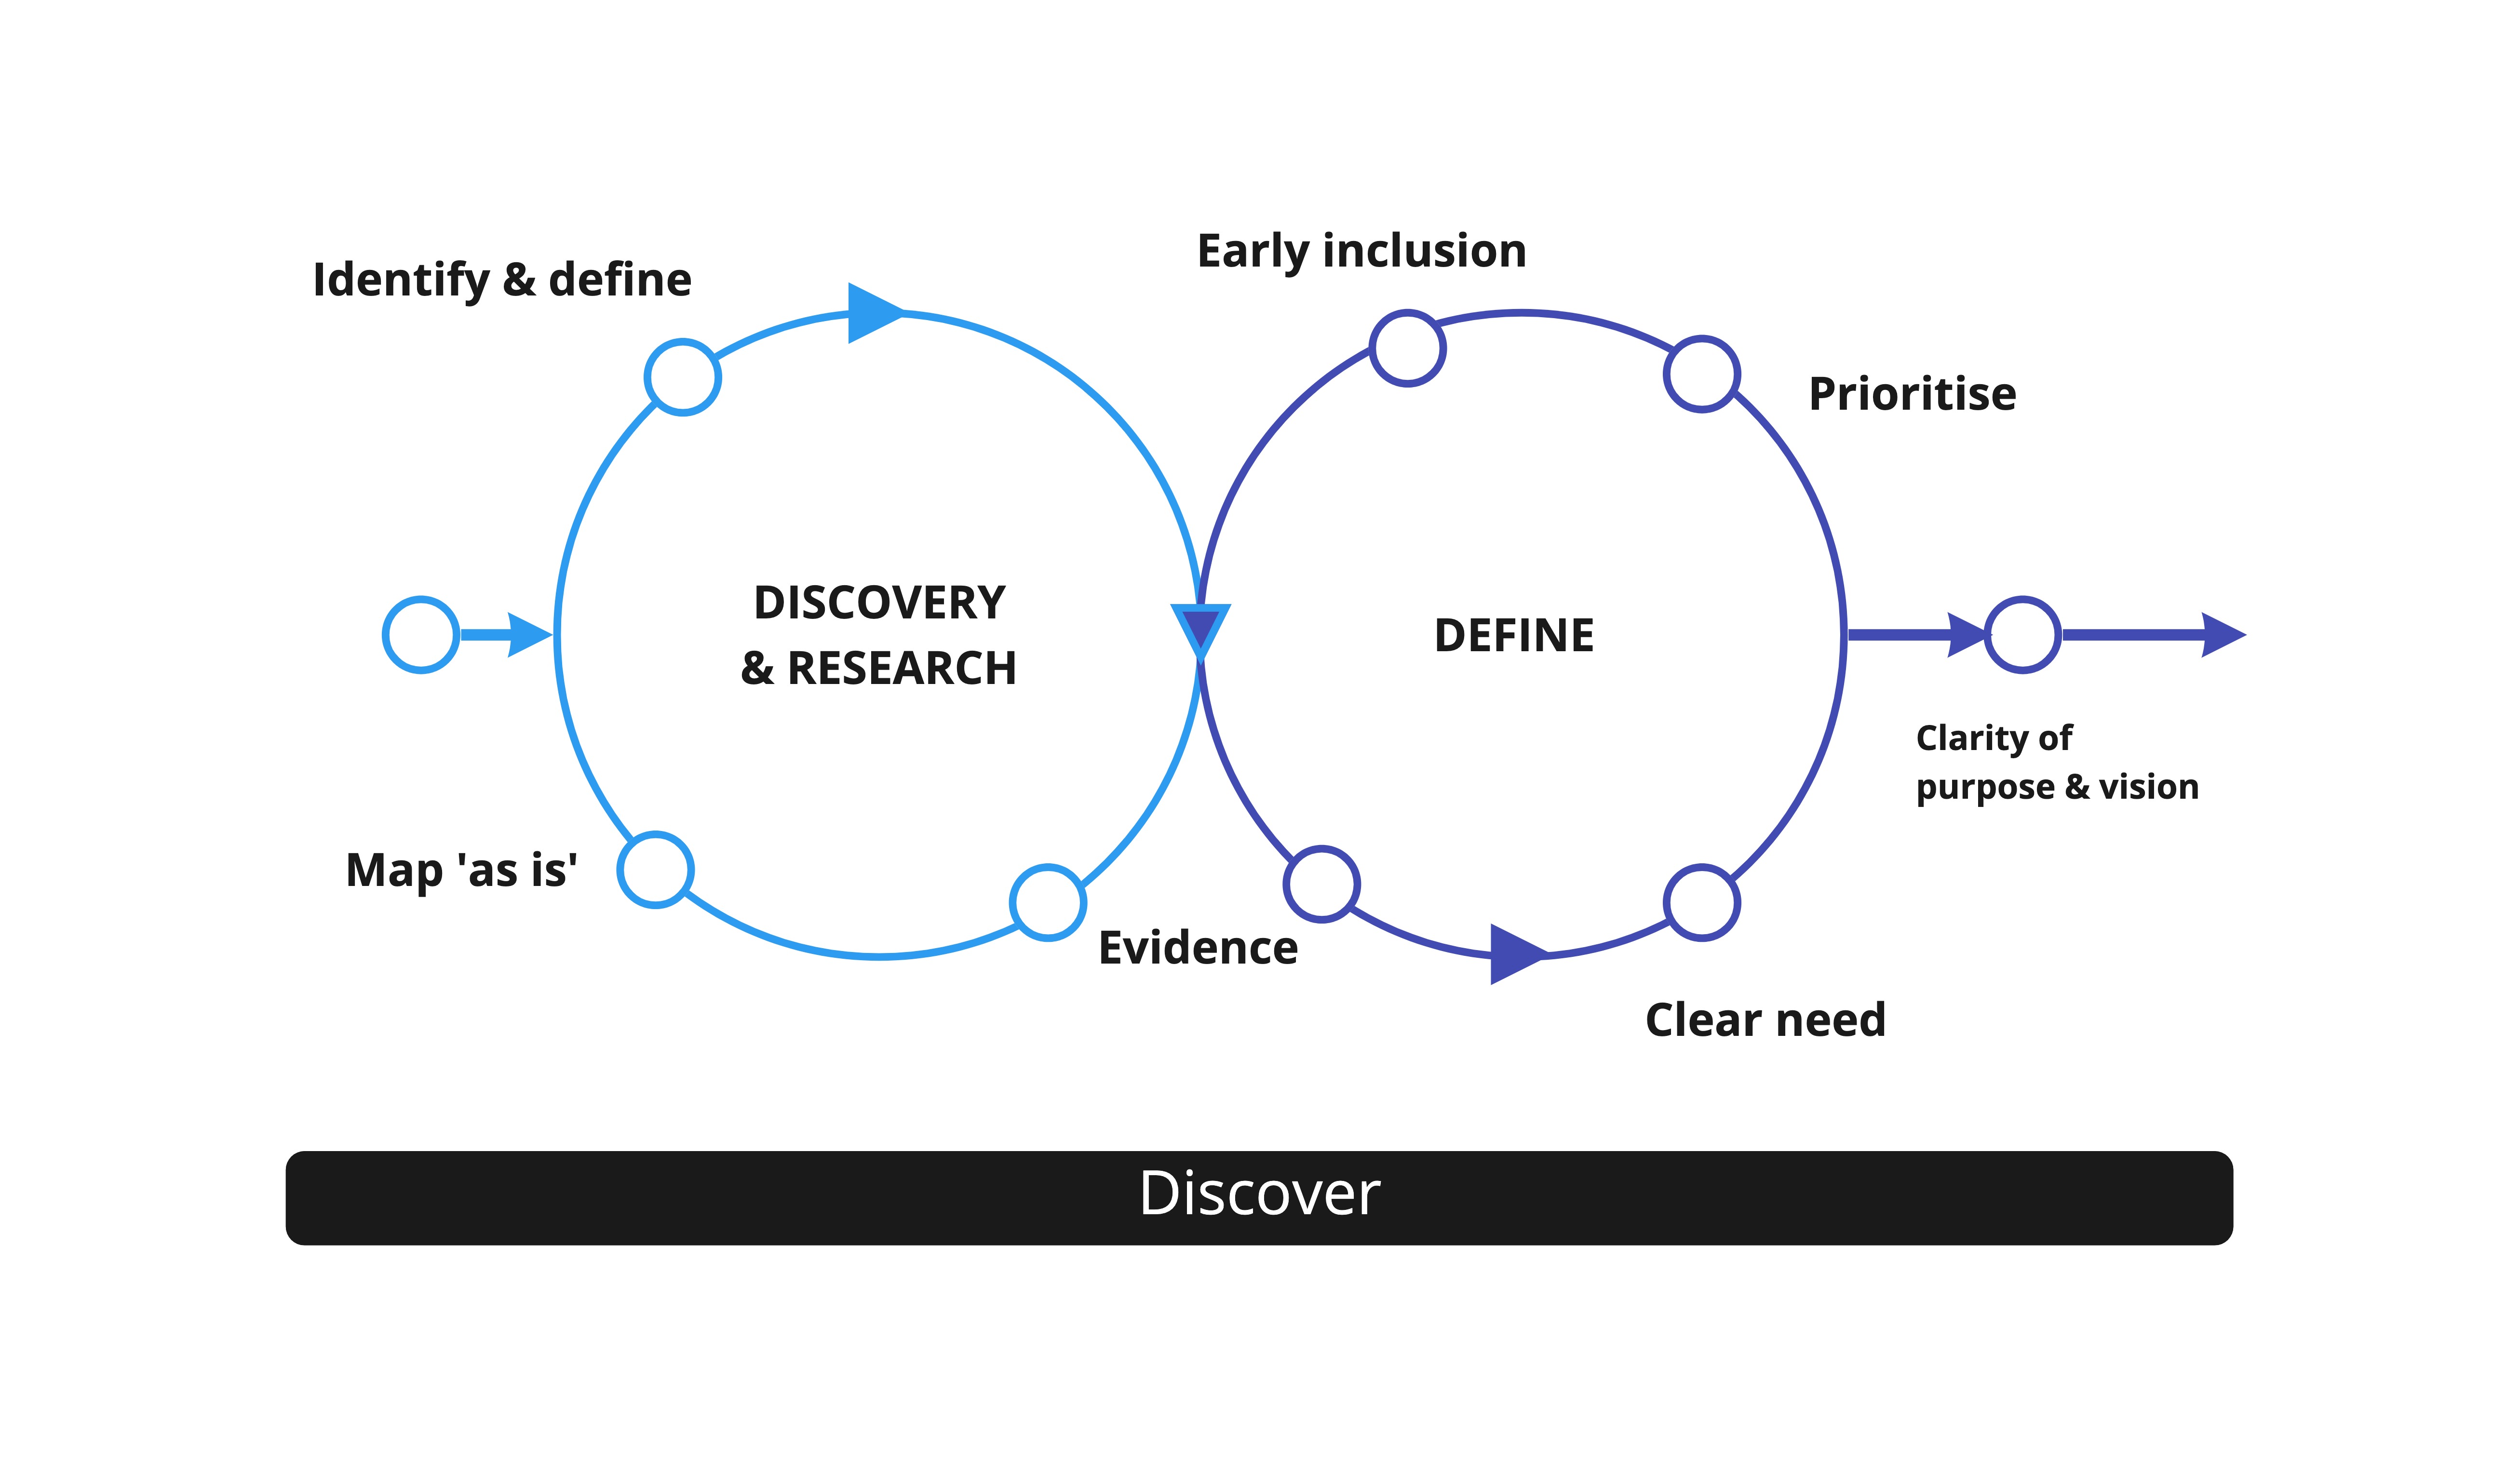 Early inclusion
Identify & define
Prioritise
DISCOVERY
& RESEARCH
DEFINE
Clarity of
purpose & vision
Map 'as is'
Evidence
Clear need
Discover